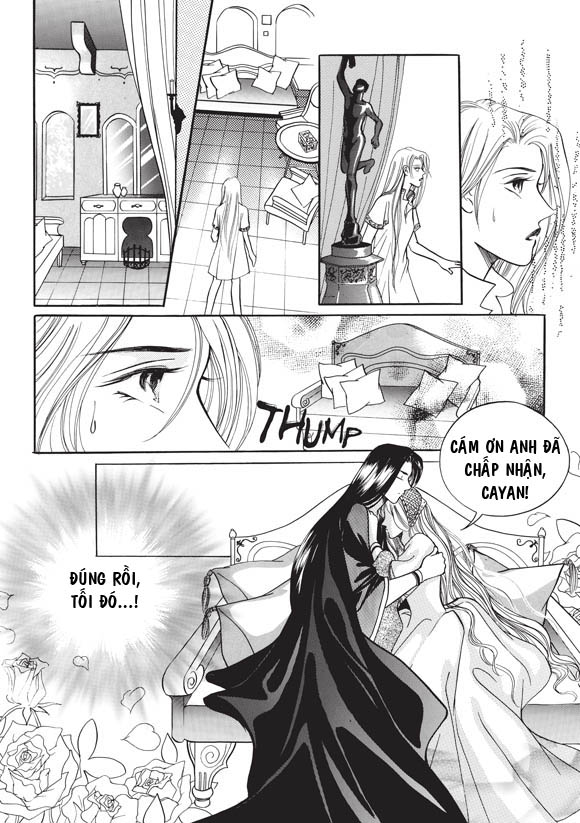 THUMP
CÁM ƠN ANH ĐÃ
CHẤP NHẬN,
CAYAN!
ĐÚNG RỒI,
TỐI ĐÓ...!